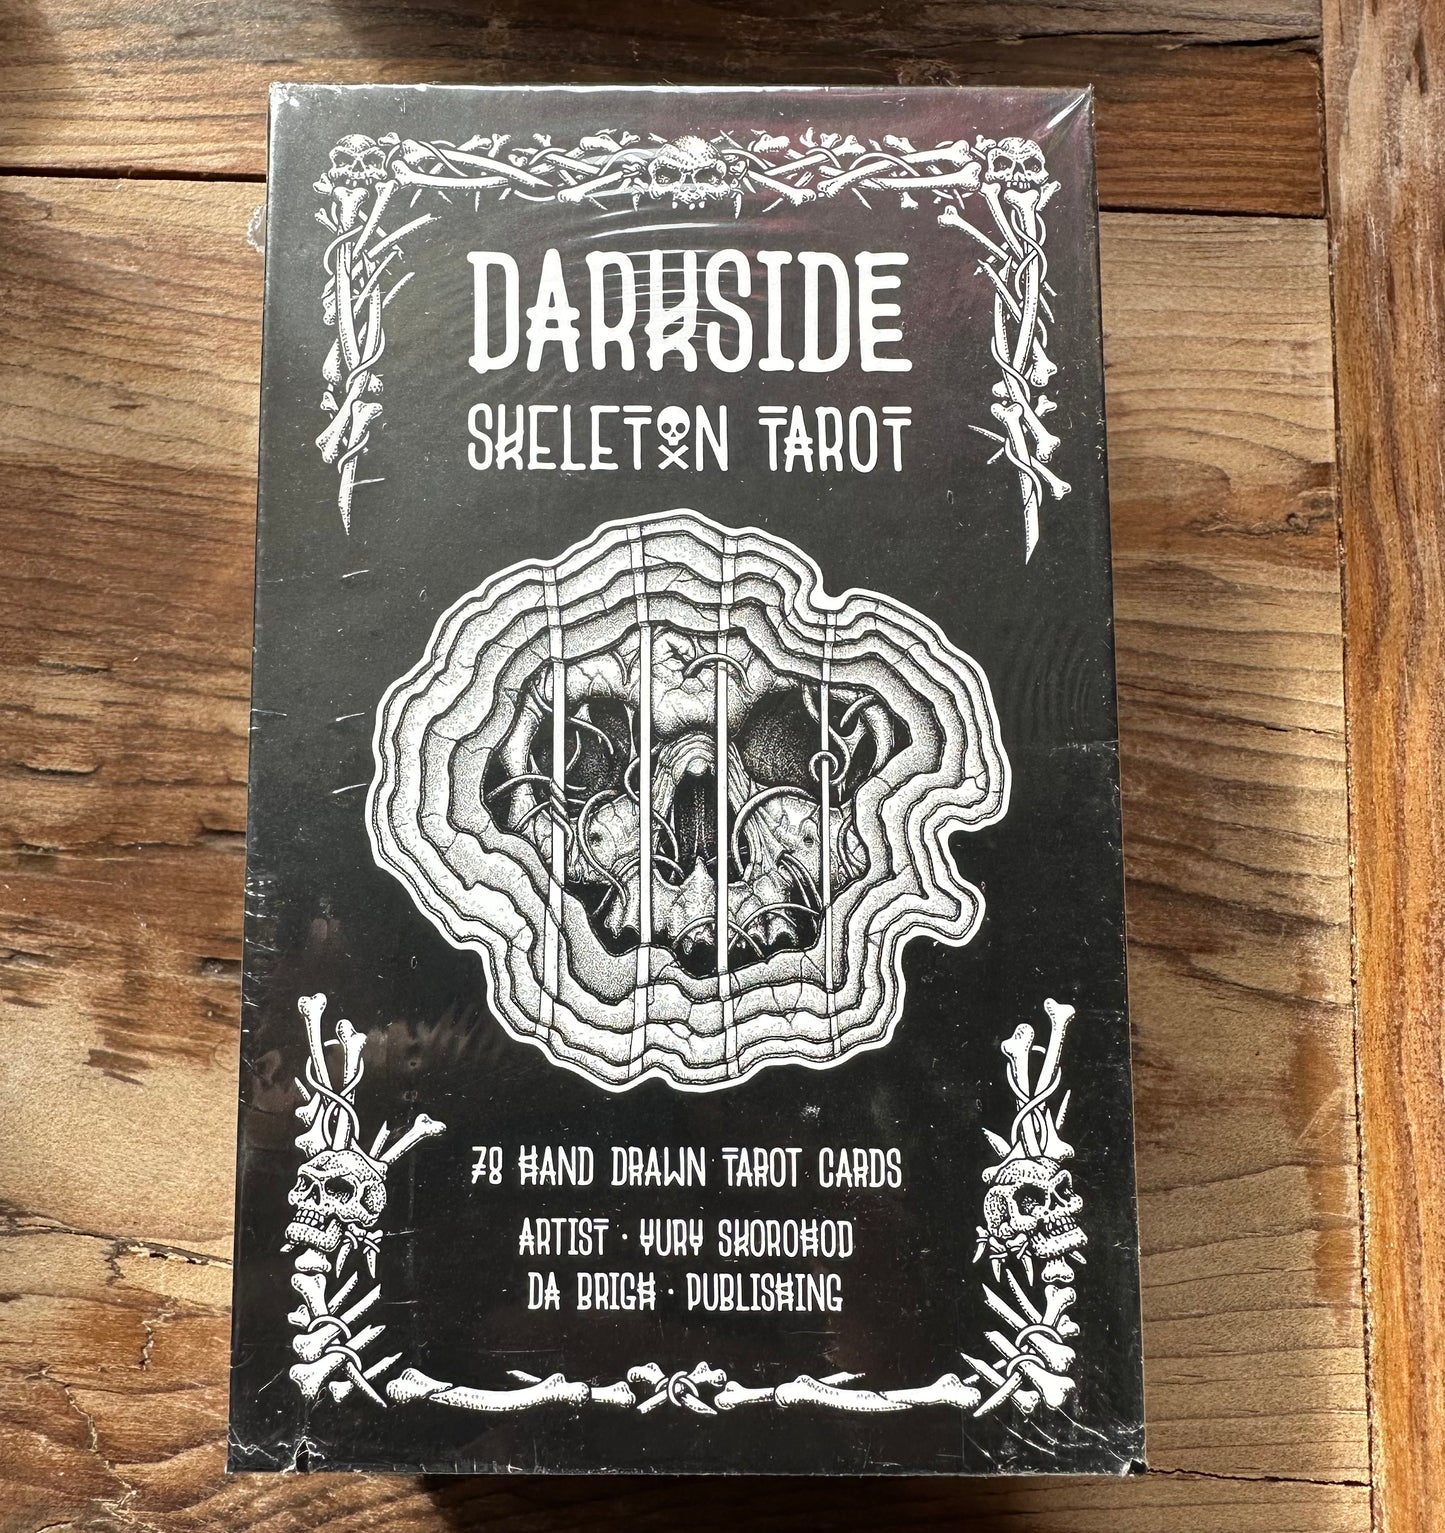 DARKSIDE
SKELETON TAROT
78 HAND DRAWN TAROT CARDS
ARTIST · YURY SKOROHOD
DA BRIGH · PUBLISHING